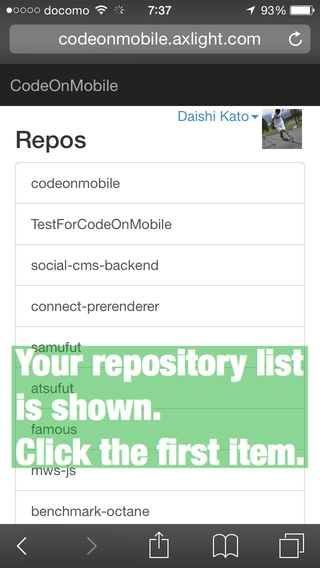 docomo 7:37 93%
codeonmobile.axlight.com
CodeOnMobile
Daishi Kato
Repos
codeonmobile
TestForCodeOnMobile
social-cms-backend
connect-prerenderer
samufut
Your repository list
atsufut
is shown.
famous
Click the first item.
mws-js
benchmark-octane